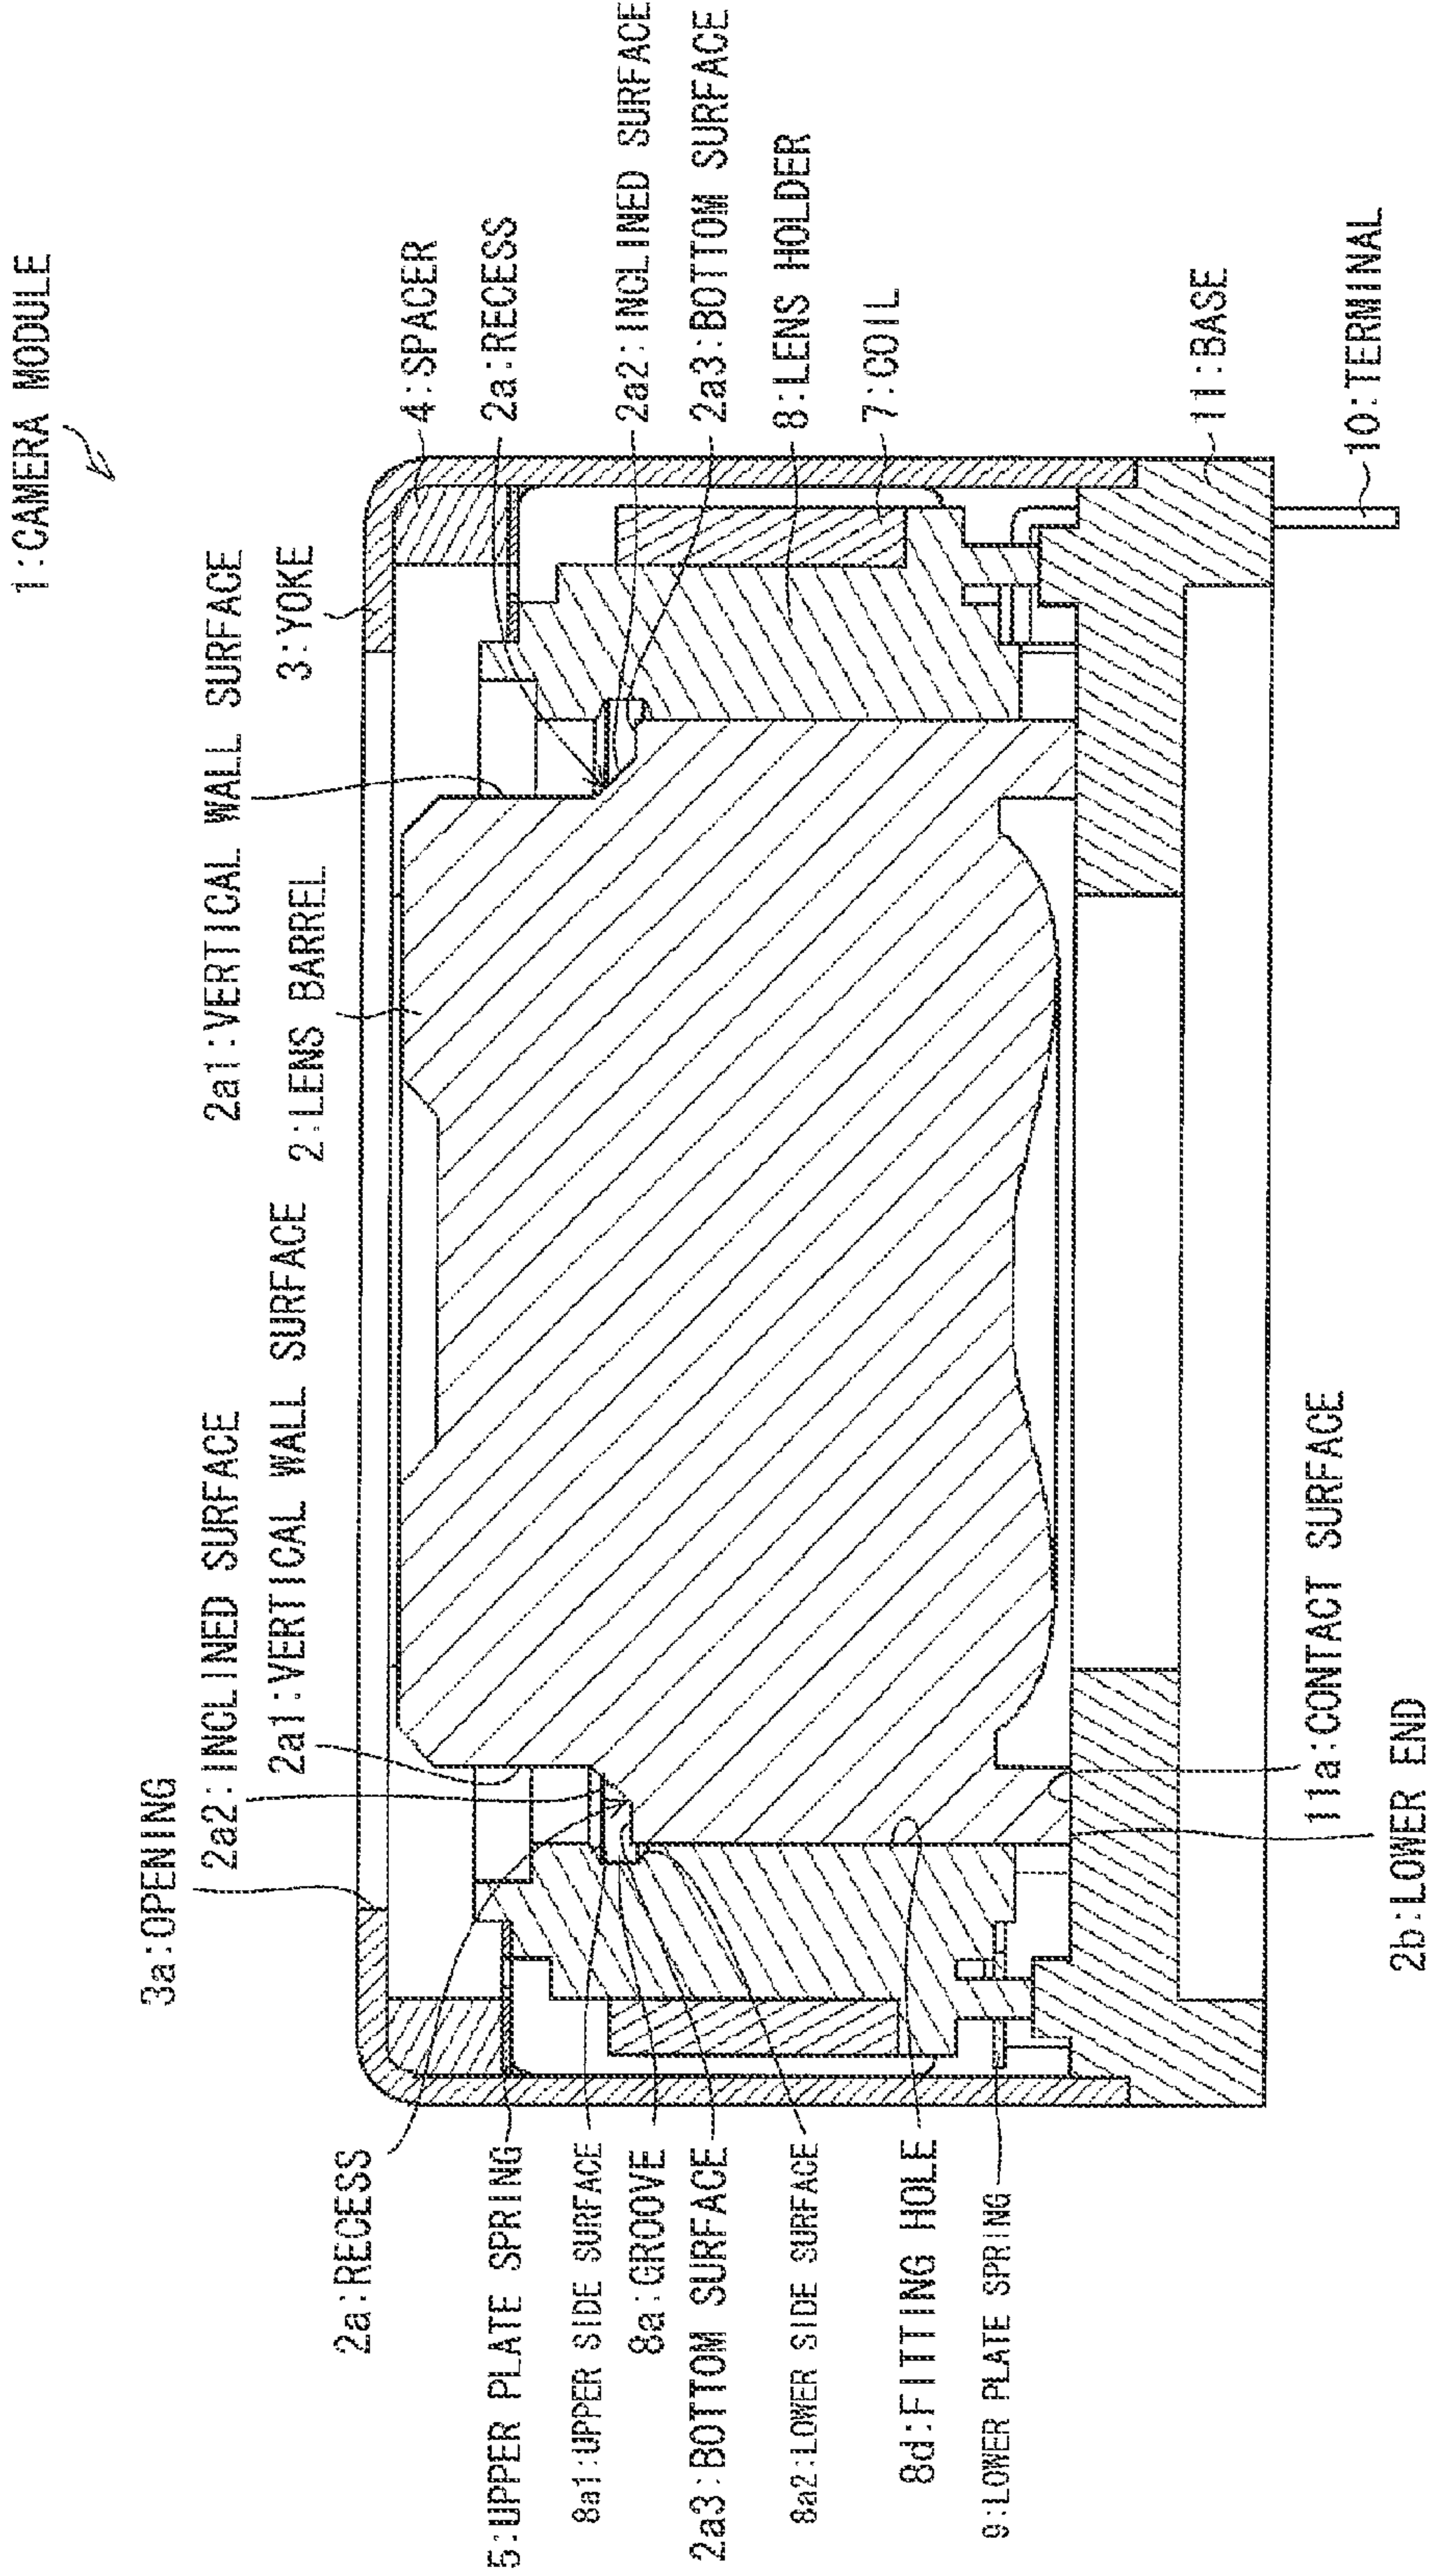 1:CAMERA MODULE
3a:OPENING
2a2:INCLINED SURFACE
2a1:VERTICAL WALL SURFACE
2:LENS BARREL
2a1:VERTICAL WALL SURFACE
3:YOKE
4:SPACER
2a:RECESS
2a2:INCLINED SURFACE
2a3:BOTTOM SURFACE
8:LENS HOLDER
7:COIL
11:BASE
10:TERMINAL
2a:RECESS
5:UPPER PLATE SPRING
8a1:UPPER SIDE SURFACE
8a:GROOVE
2a3:BOTTOM SURFACE
8a2:LOWER SIDE SURFACE
8d:FITTING HOLE
9:LOWER PLATE SPRING
11a:CONTACT SURFACE
2b:LOWER END